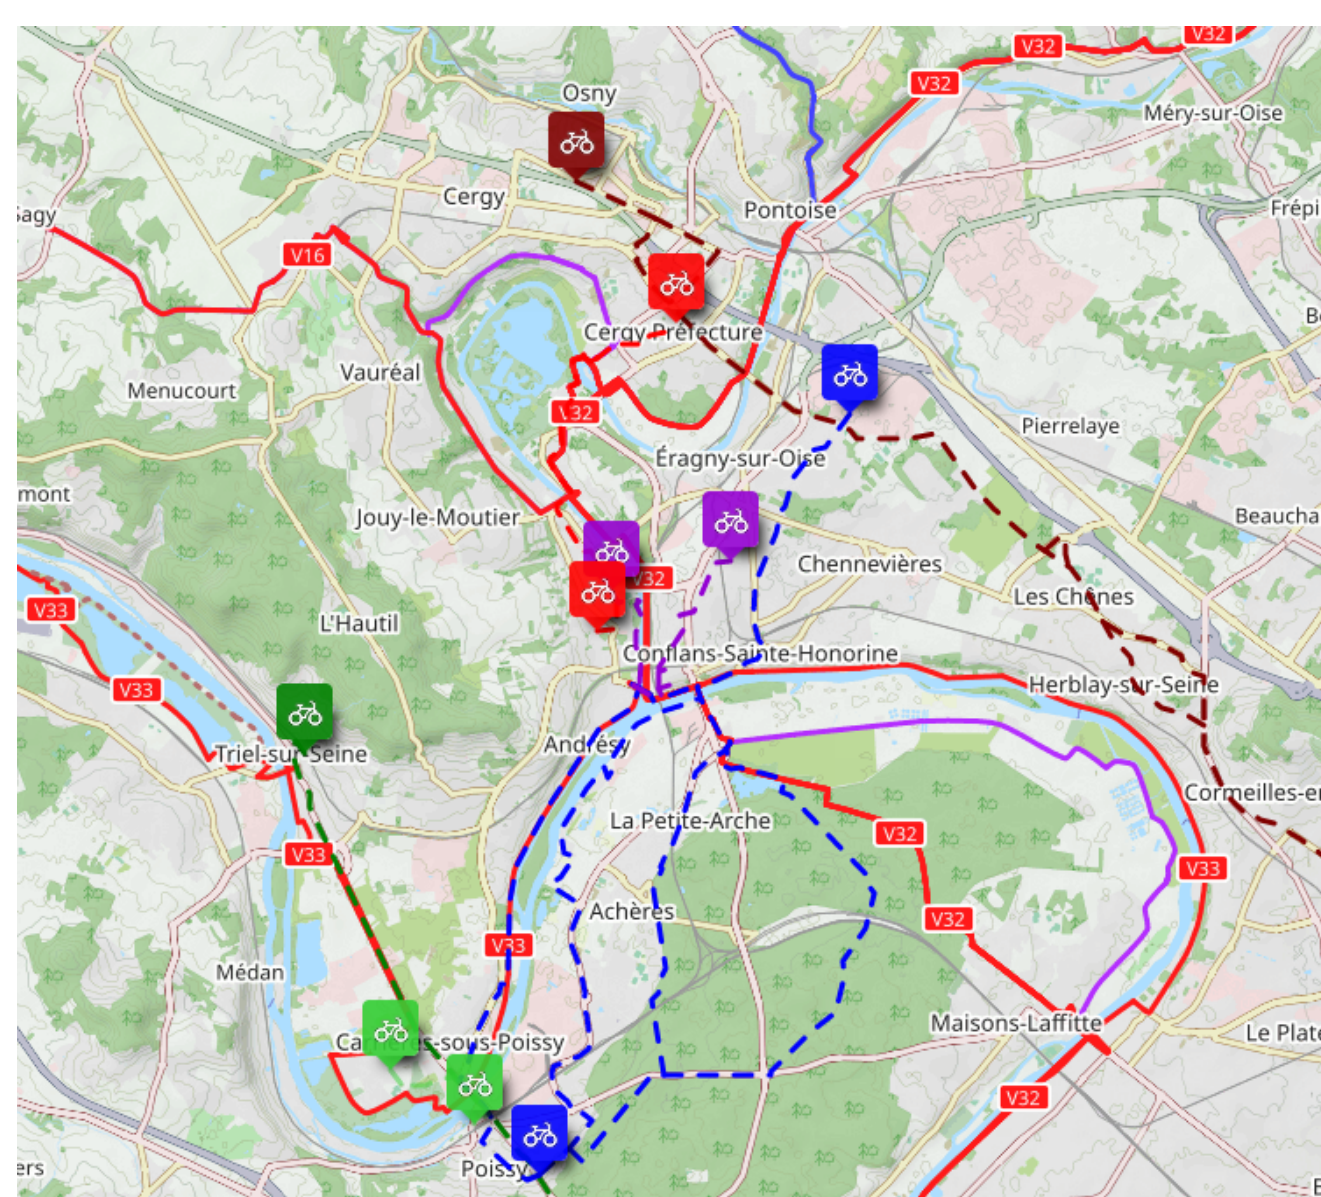 V32
V32
V32
Osny
Méry-sur-Oise
Cergy
Pontoise
Sagy
Frépi
V16
Cergy Préfecture
Vauréal
Menucourt
V32
Pierrelaye
Éragny-sur-Oise
mont
Jouy-le-Moutier
Beaucha
Chennevières
V32
Les Chênes
V33
L'Hautil
Conflans-Sainte-Honorine
Herblay-sur-Seine
V33
Andrésy
Triel-sur-Seine
Cormeilles-en
La Petite-Arche
V32
V33
V33
Achères
V32
V33
Médan
Maisons-Laffitte
Le Plate
Carrières-sous-Poissy
V32
Poissy
ers